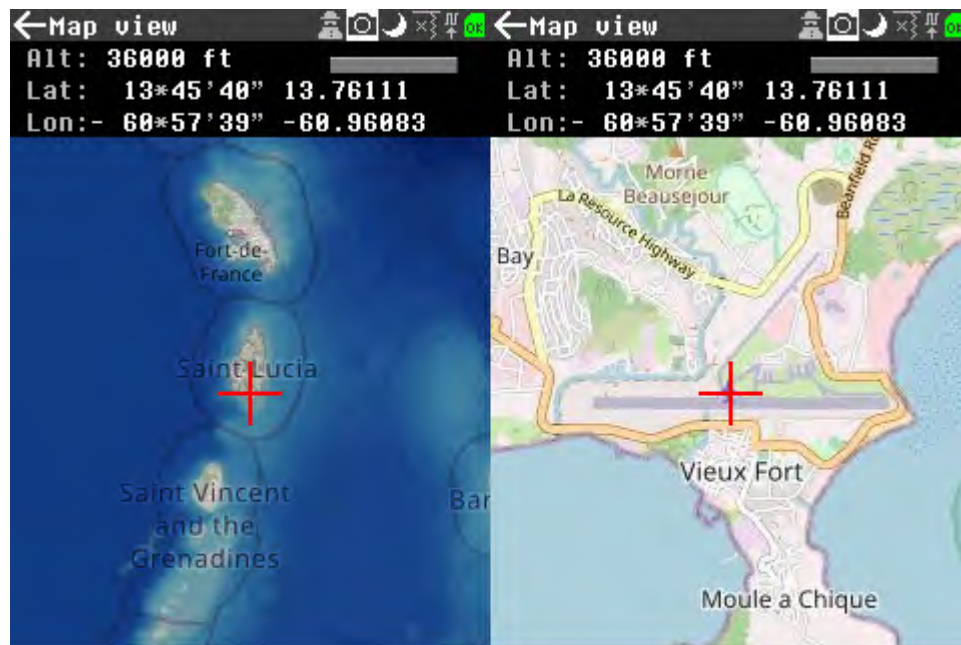 ←Map view
OK
Alt: 36000 ft
Lat: 13*45'40" 13.76111
Lon:- 60*57'39" -60.96083
Fort-de-
France
Saint Lucia
Saint Vincent
and the
Grenadines
Bar
←Map view
OK
Alt: 36000 ft
Lat: 13*45'40" 13.76111
Lon:- 60*57'39" -60.96083
Morne
Beausejour
La Resource Highway
Beanfield Ro
Bay
Vieux Fort
Moule a Chique